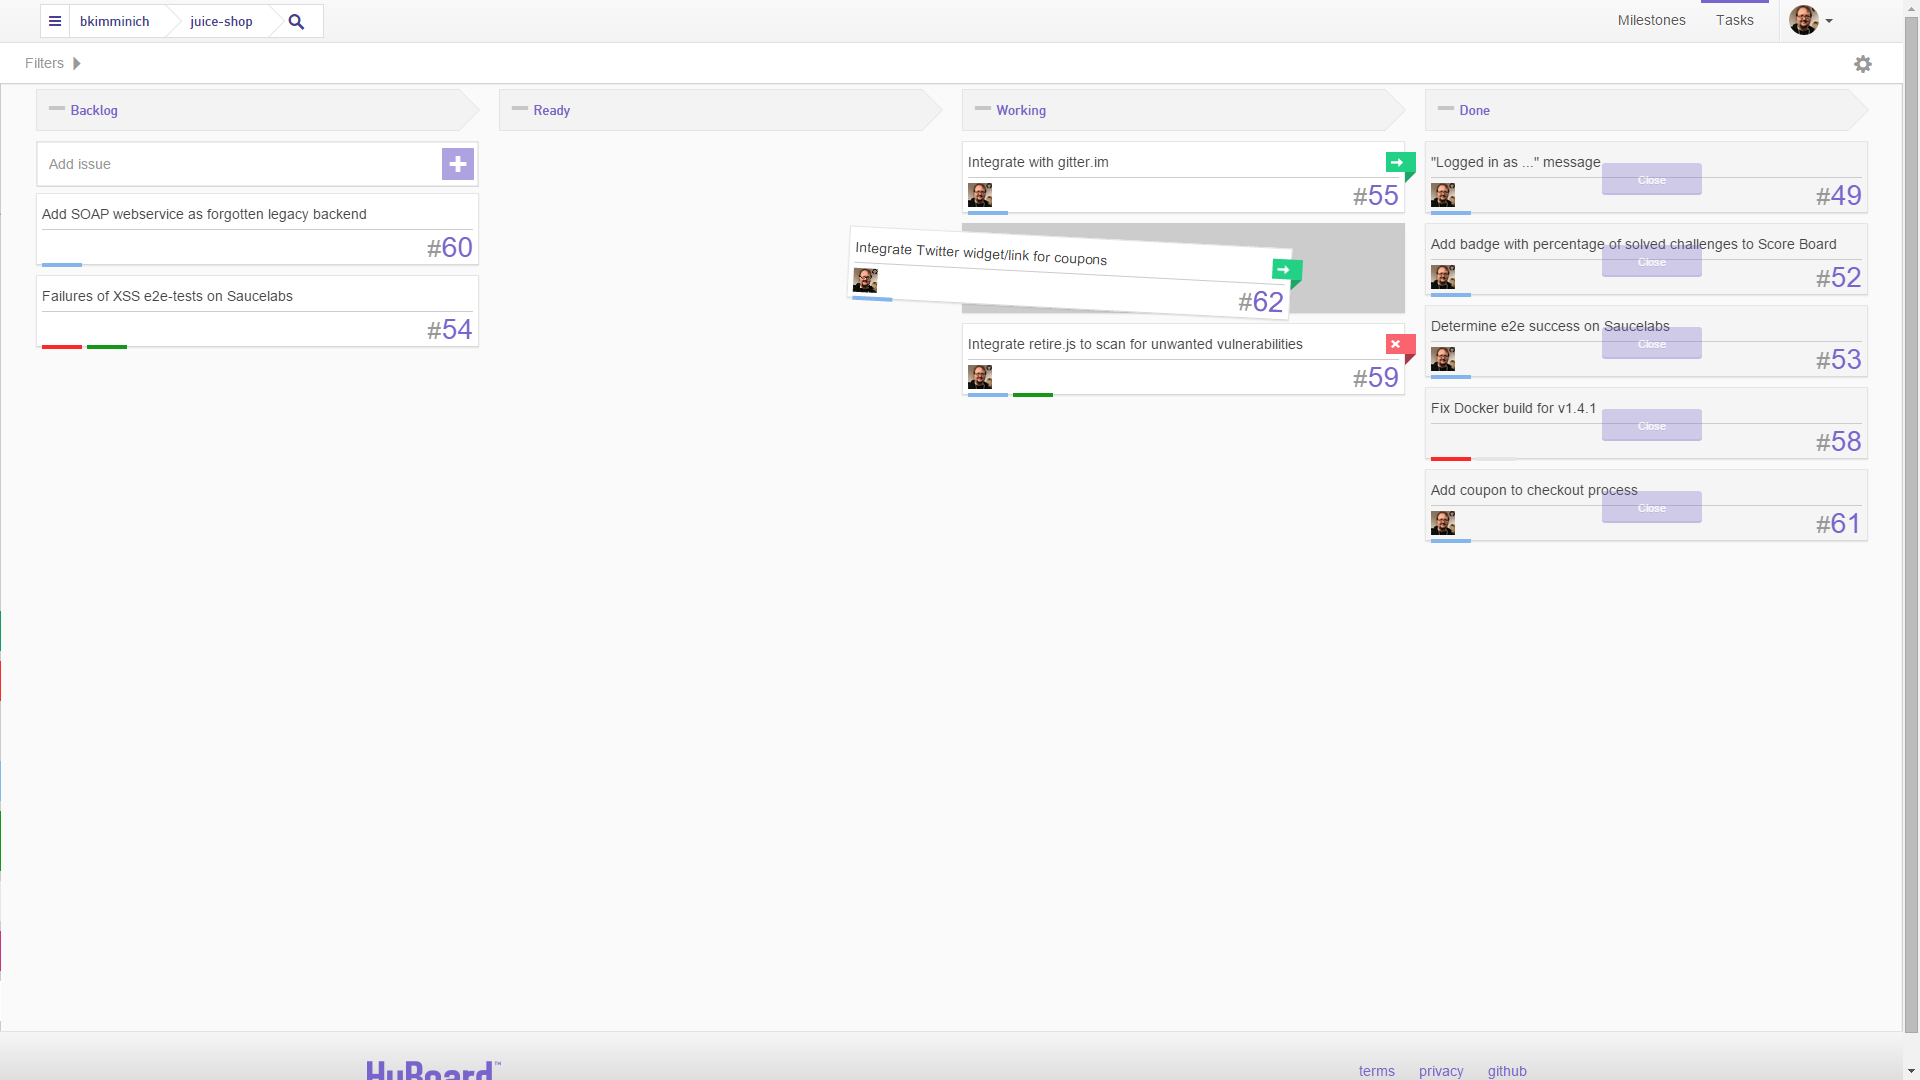 bkimminich
juice-shop
Milestones
Tasks
Filters
Backlog
Add issue
Add SOAP webservice as forgotten legacy backend
#60
Failures of XSS e2e-tests on Saucelabs
#54
Ready
Working
Integrate with gitter.im
#55
Integrate Twitter widget/link for coupons
#62
Integrate retire.js to scan for unwanted vulnerabilities
#59
Done
"Logged in as ..." message
Close
#49
Add badge with percentage of solved challenges to Score Board
Close
#52
Determine e2e success on Saucelabs
Close
#53
Fix Docker build for v1.4.1
Close
#58
Add coupon to checkout process
Close
#61
HuBoard™
terms
privacy
github